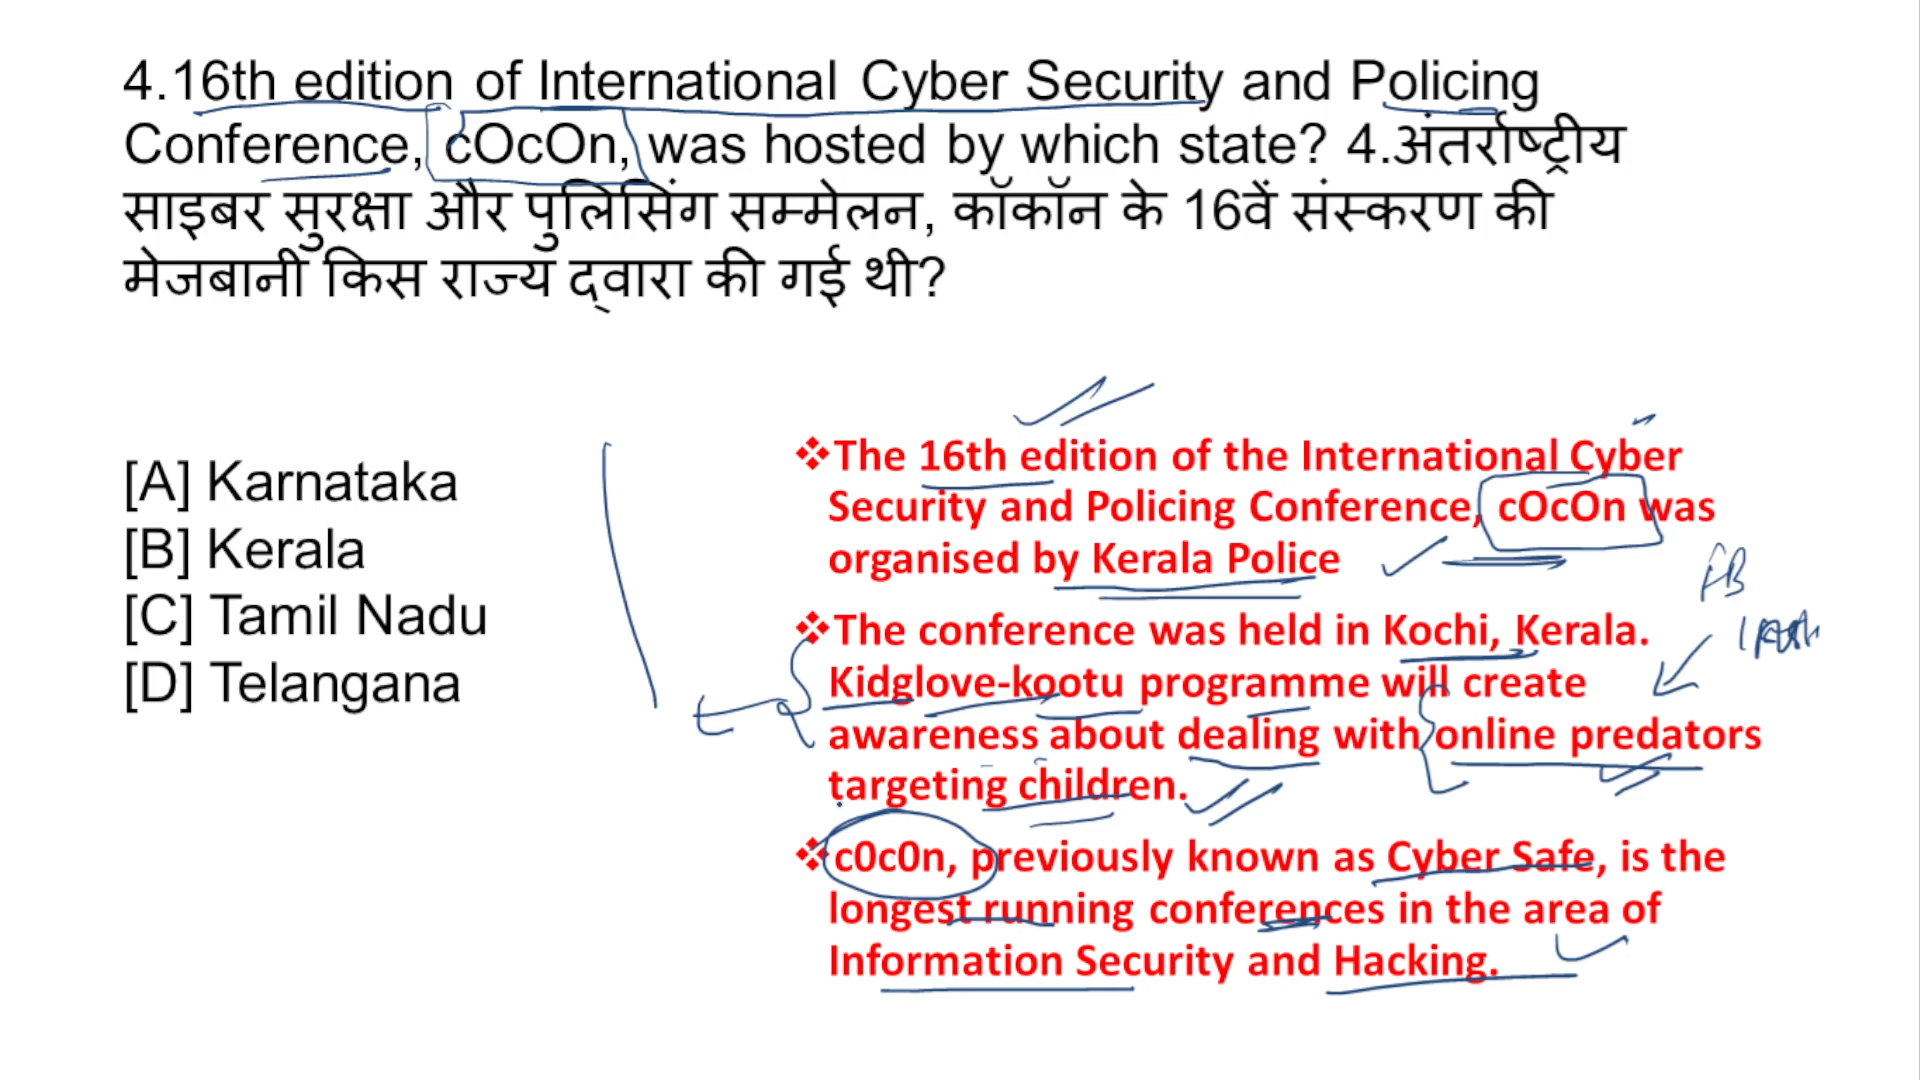 4.16th edition of International Cyber Security and Policing
Conference, cOcOn, was hosted by which state? 4.अंतर्राष्ट्रीय
साइबर सुरक्षा और पुलिसिंग सम्मेलन, कॉकॉन के 16वें संस्करण की
मेजबानी किस राज्य द्वारा की गई थी?
[A] Karnataka
[B] Kerala
[C] Tamil Nadu
[D] Telangana
❖The 16th edition of the International Cyber
Security and Policing Conference, cOcOn was
organised by Kerala Police
❖The conference was held in Kochi, Kerala.
Kidglove-kootu programme will create
awareness about dealing with online predators
targeting children.
❖c0c0n, previously known as Cyber Safe, is the
longest running conferences in the area of
Information Security and Hacking.
FB